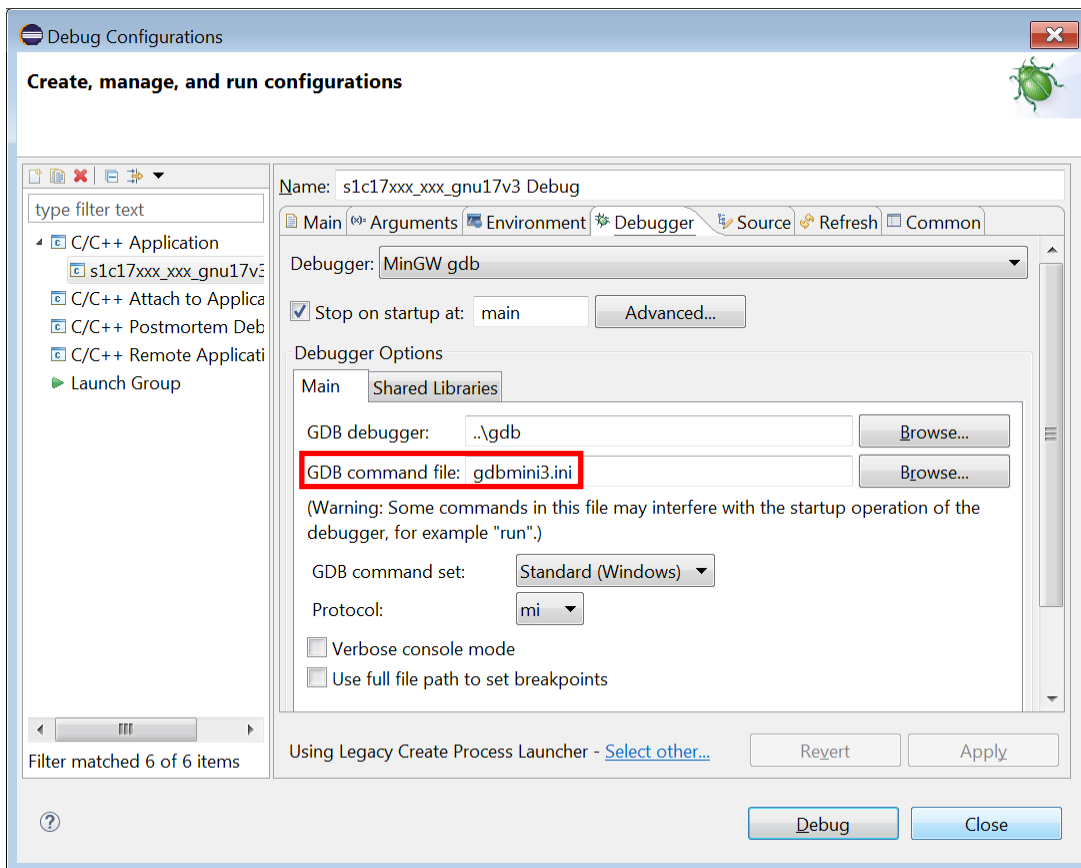 Debug Configurations
Create, manage, and run configurations
type filter text
C/C++ Application
s1c17xxx_xxx_gnu17v3
C/C++ Attach to Applica
C/C++ Postmortem Deb
C/C++ Remote Applicati
Launch Group
Filter matched 6 of 6 items
Name: s1c17xxx_xxx_gnu17v3 Debug
Main (x)= Arguments Environment Debugger Source Refresh Common
Debugger: MinGW gdb
Stop on startup at: main Advanced...
Debugger Options
Main Shared Libraries
GDB debugger: ..\gdb Browse...
GDB command file: gdbmini3.ini Browse...
(Warning: Some commands in this file may interfere with the startup operation of the
debugger, for example "run".)
GDB command set: Standard (Windows)
Protocol: mi
Verbose console mode
Use full file path to set breakpoints
Using Legacy Create Process Launcher - Select other... Revert Apply
Debug Close